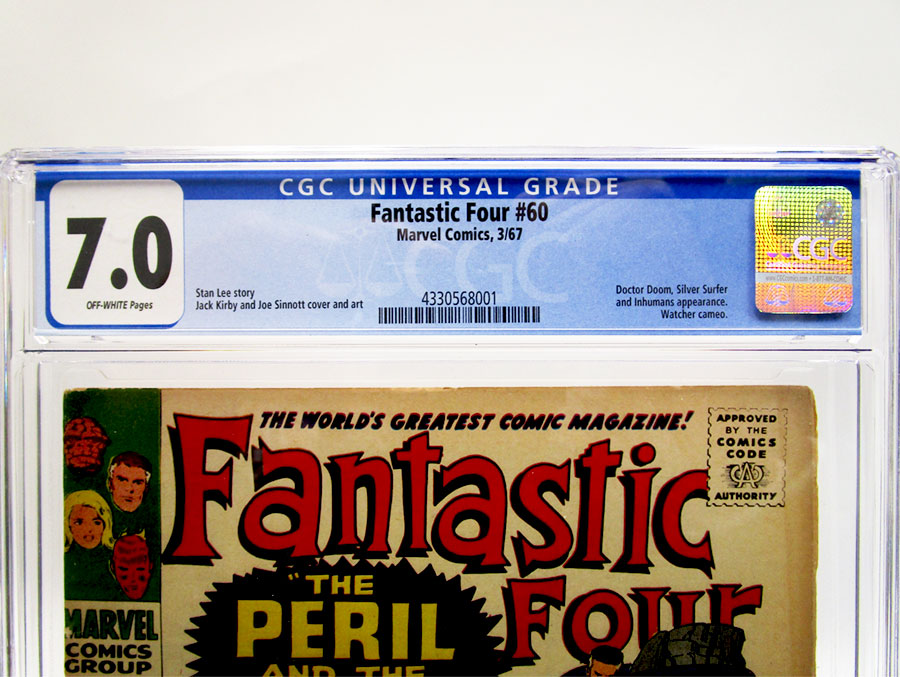 CGC UNIVERSAL GRADE
7.0
OFF-WHITE Pages
Fantastic Four #60
Marvel Comics, 3/67
Stan Lee story
Jack Kirby and Joe Sinnott cover and art
4330568001
Doctor Doom, Silver Surfer
and Inhumans appearance.
Watcher cameo.
CGC
CGC
THE WORLD'S GREATEST COMIC MAGAZINE!
Fantastic
Four
APPROVED
BY THE
COMICS
CODE
AUTHORITY
MARVEL
COMICS
GROUP
"THE
PERIL
AND THE